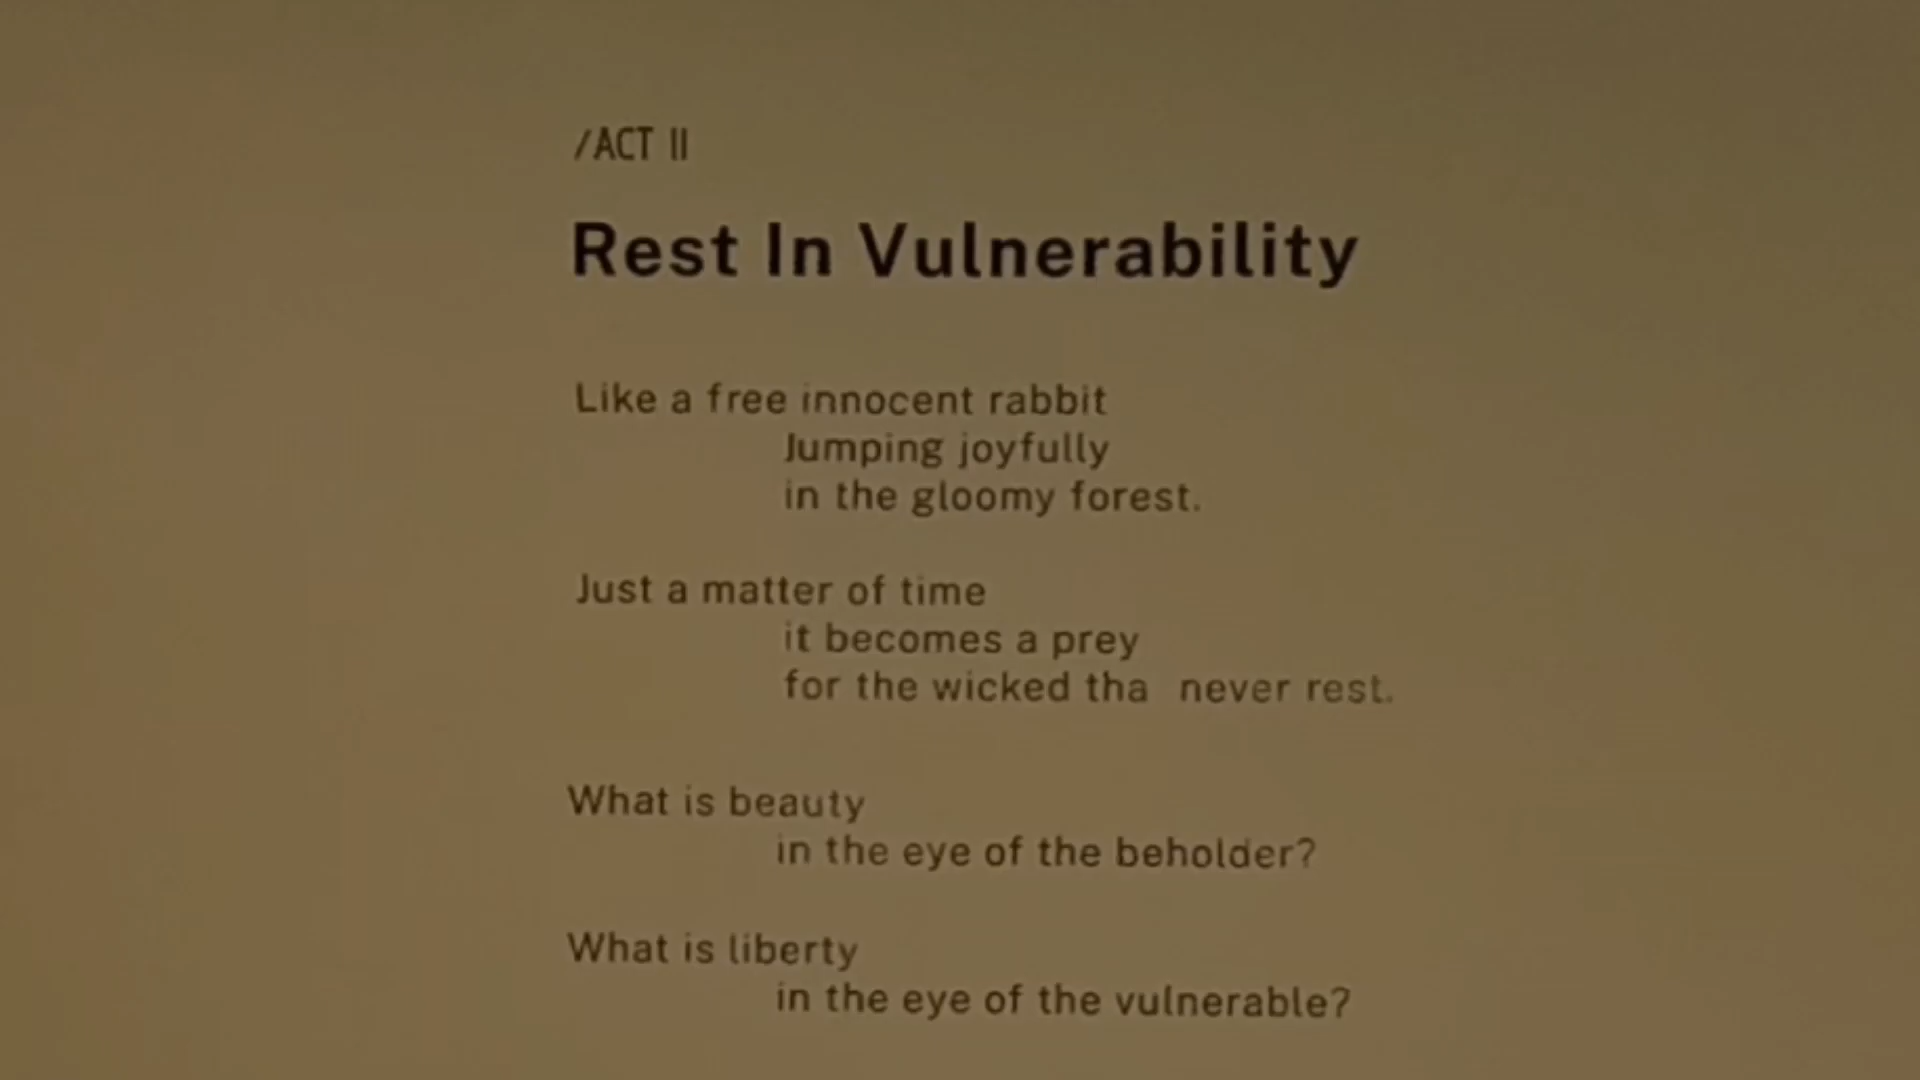 /ACT II
Rest In Vulnerability
Like a free innocent rabbit
Jumping joyfully
in the gloomy forest.
Just a matter of time
it becomes a prey
for the wicked tha never rest.
What is beauty
in the eye of the beholder?
What is liberty
in the eye of the vulnerable?